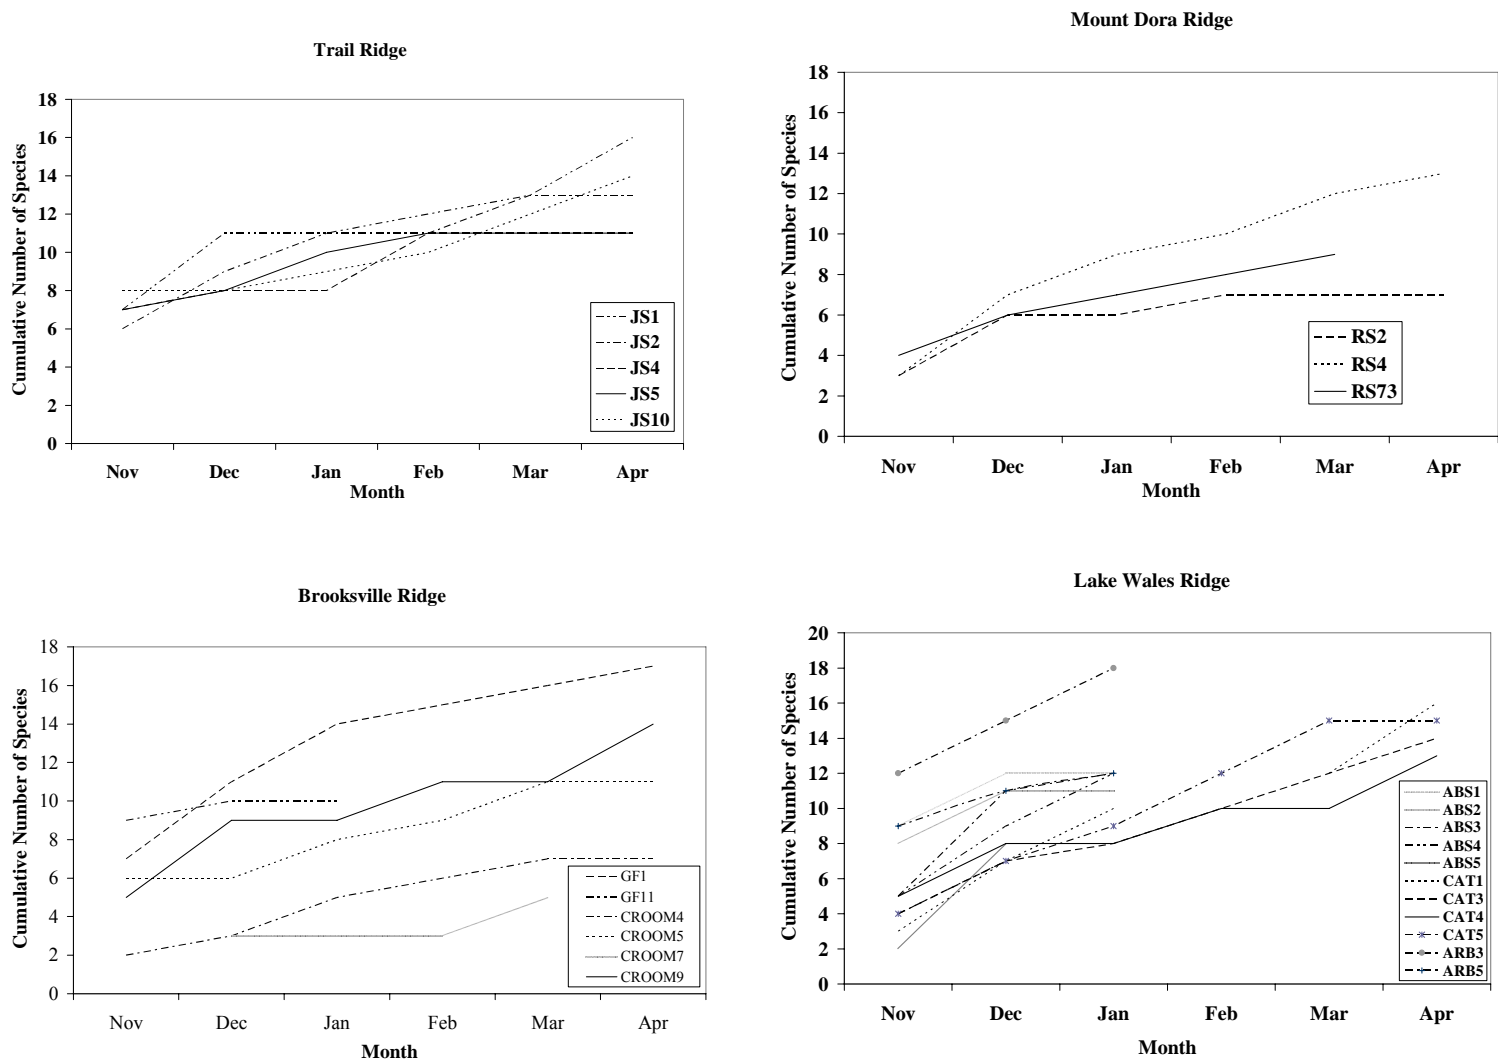 Trail Ridge
Cumulative Number of Species
18
16
14
12
10
8
6
4
2
0
Nov Dec Jan Feb Mar Apr
Month
JS1
JS2
JS4
JS5
JS10
Mount Dora Ridge
Cumulative Number of Species
18
16
14
12
10
8
6
4
2
0
Nov Dec Jan Feb Mar Apr
Month
RS2
RS4
RS73
Brooksville Ridge
Cumulative Number of Species
18
16
14
12
10
8
6
4
2
0
Nov Dec Jan Feb Mar Apr
Month
GF1
GF11
CROOM4
CROOM5
CROOM7
CROOM9
Lake Wales Ridge
Cumulative Number of Species
20
18
16
14
12
10
8
6
4
2
0
Nov Dec Jan Feb Mar Apr
Month
ABS1
ABS2
ABS3
ABS4
ABS5
CAT1
CAT3
CAT4
CAT5
ARB3
ARB5